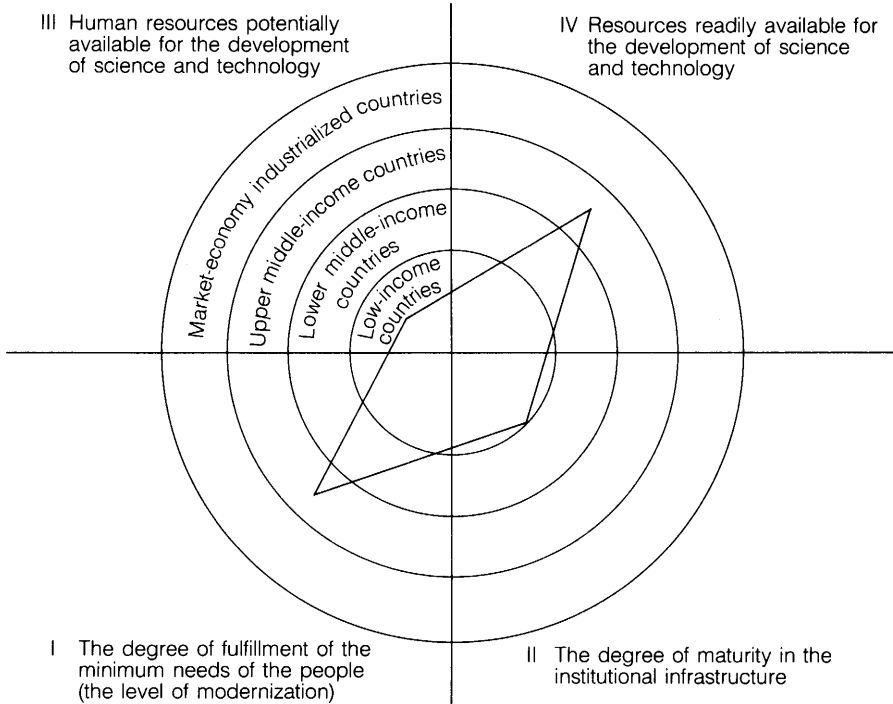 III Human resources potentially
available for the development
of science and technology
IV Resources readily available for
the development of science
and technology
Market-economy industrialized countries
Upper middle-income countries
Lower middle-income
countries
Low-income
countries
I The degree of fulfillment of the
minimum needs of the people
(the level of modernization)
II The degree of maturity in the
institutional infrastructure